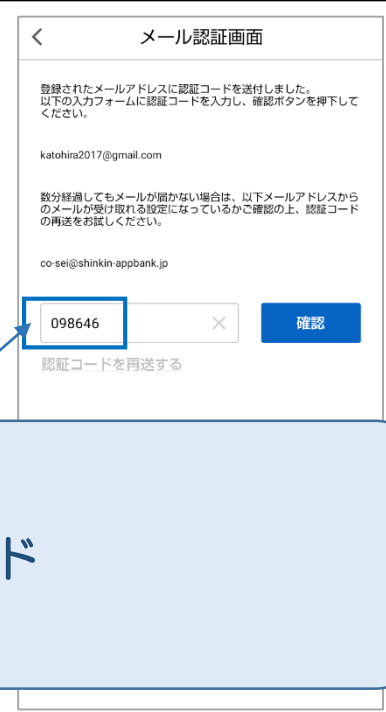 メール認証画面
登録されたメールアドレスに認証コードを送付しました。
以下の入力フォームに認証コードを入力し、確認ボタンを押下して
ください。
katohira2017@gmail.com
数分経過してもメールが届かない場合は、以下メールアドレスから
のメールが受け取れる設定になっているかご確認の上、認証コード
の再送をお試しください。
co-sei@shinkin-appbank.jp
098646
確認
認証コードを再送する
ド